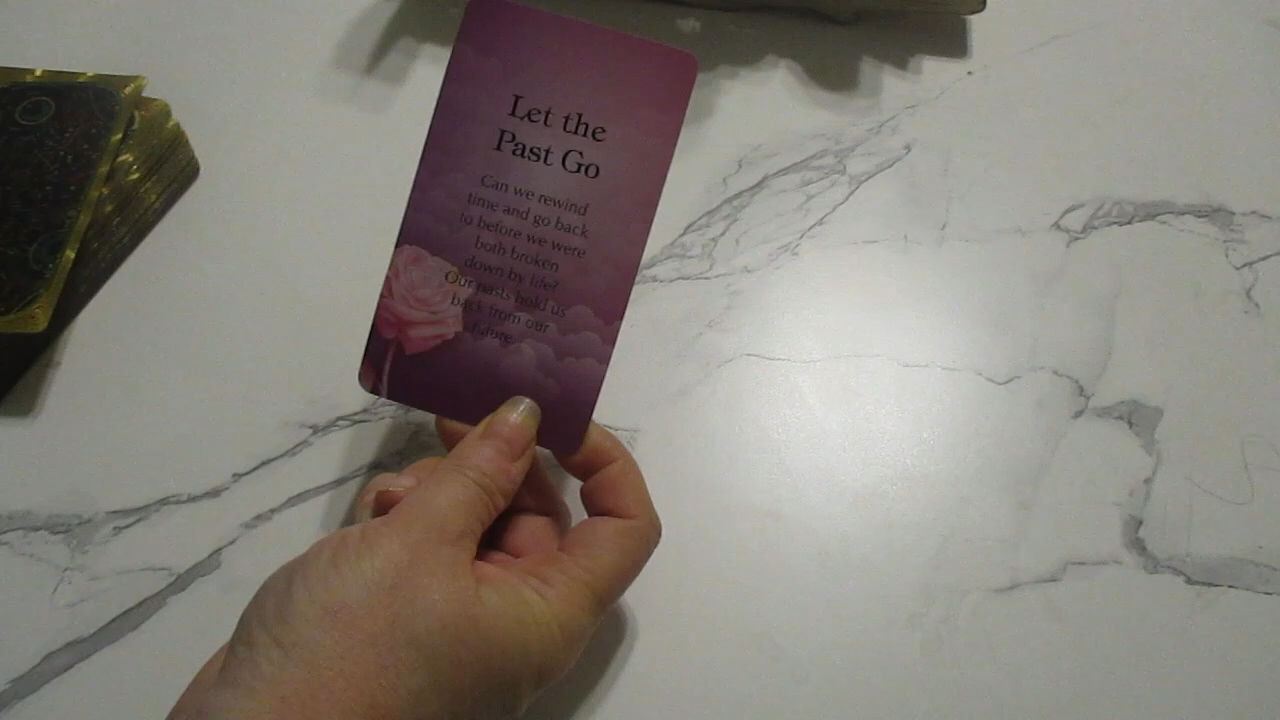 Let the
Past Go
Can we rewind
time and go back
to before we were
both broken
down by life?
Our pasts hold us
back from our
future.